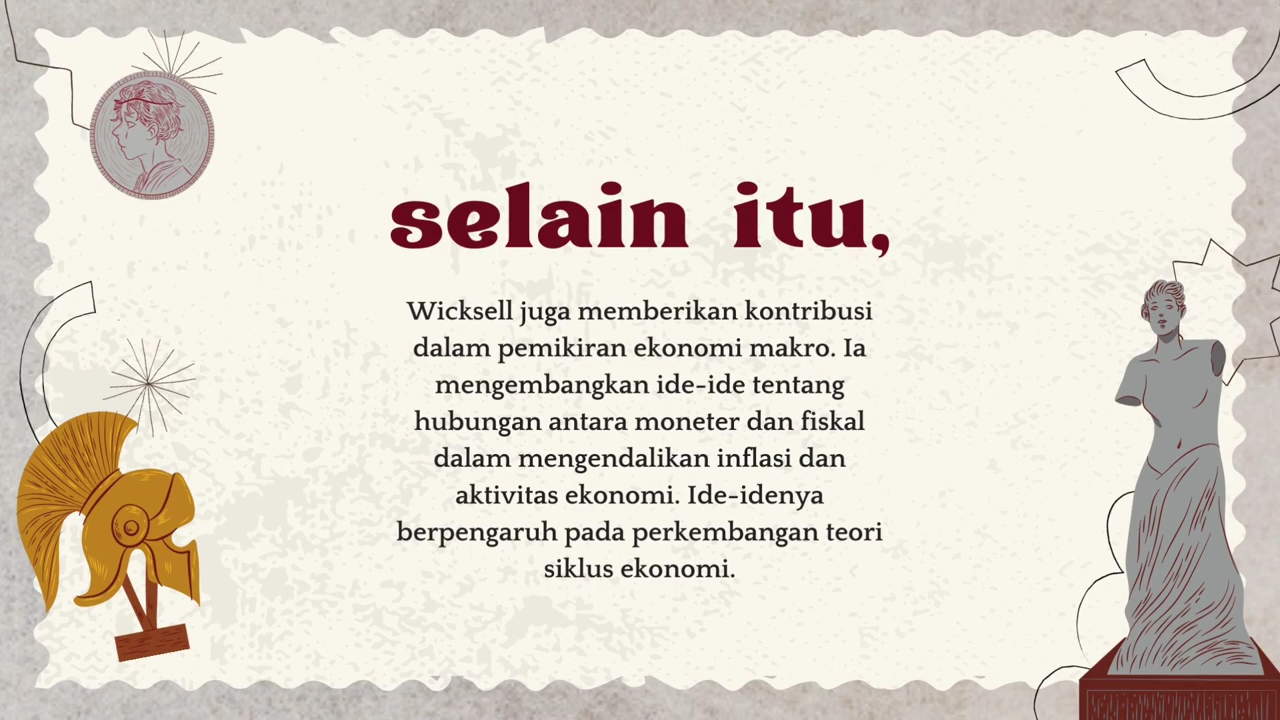 selain itu,
Wicksell juga memberikan kontribusi
dalam pemikiran ekonomi makro. Ia
mengembangkan ide-ide tentang
hubungan antara moneter dan fiskal
dalam mengendalikan inflasi dan
aktivitas ekonomi. Ide-idenya
berpengaruh pada perkembangan teori
siklus ekonomi.